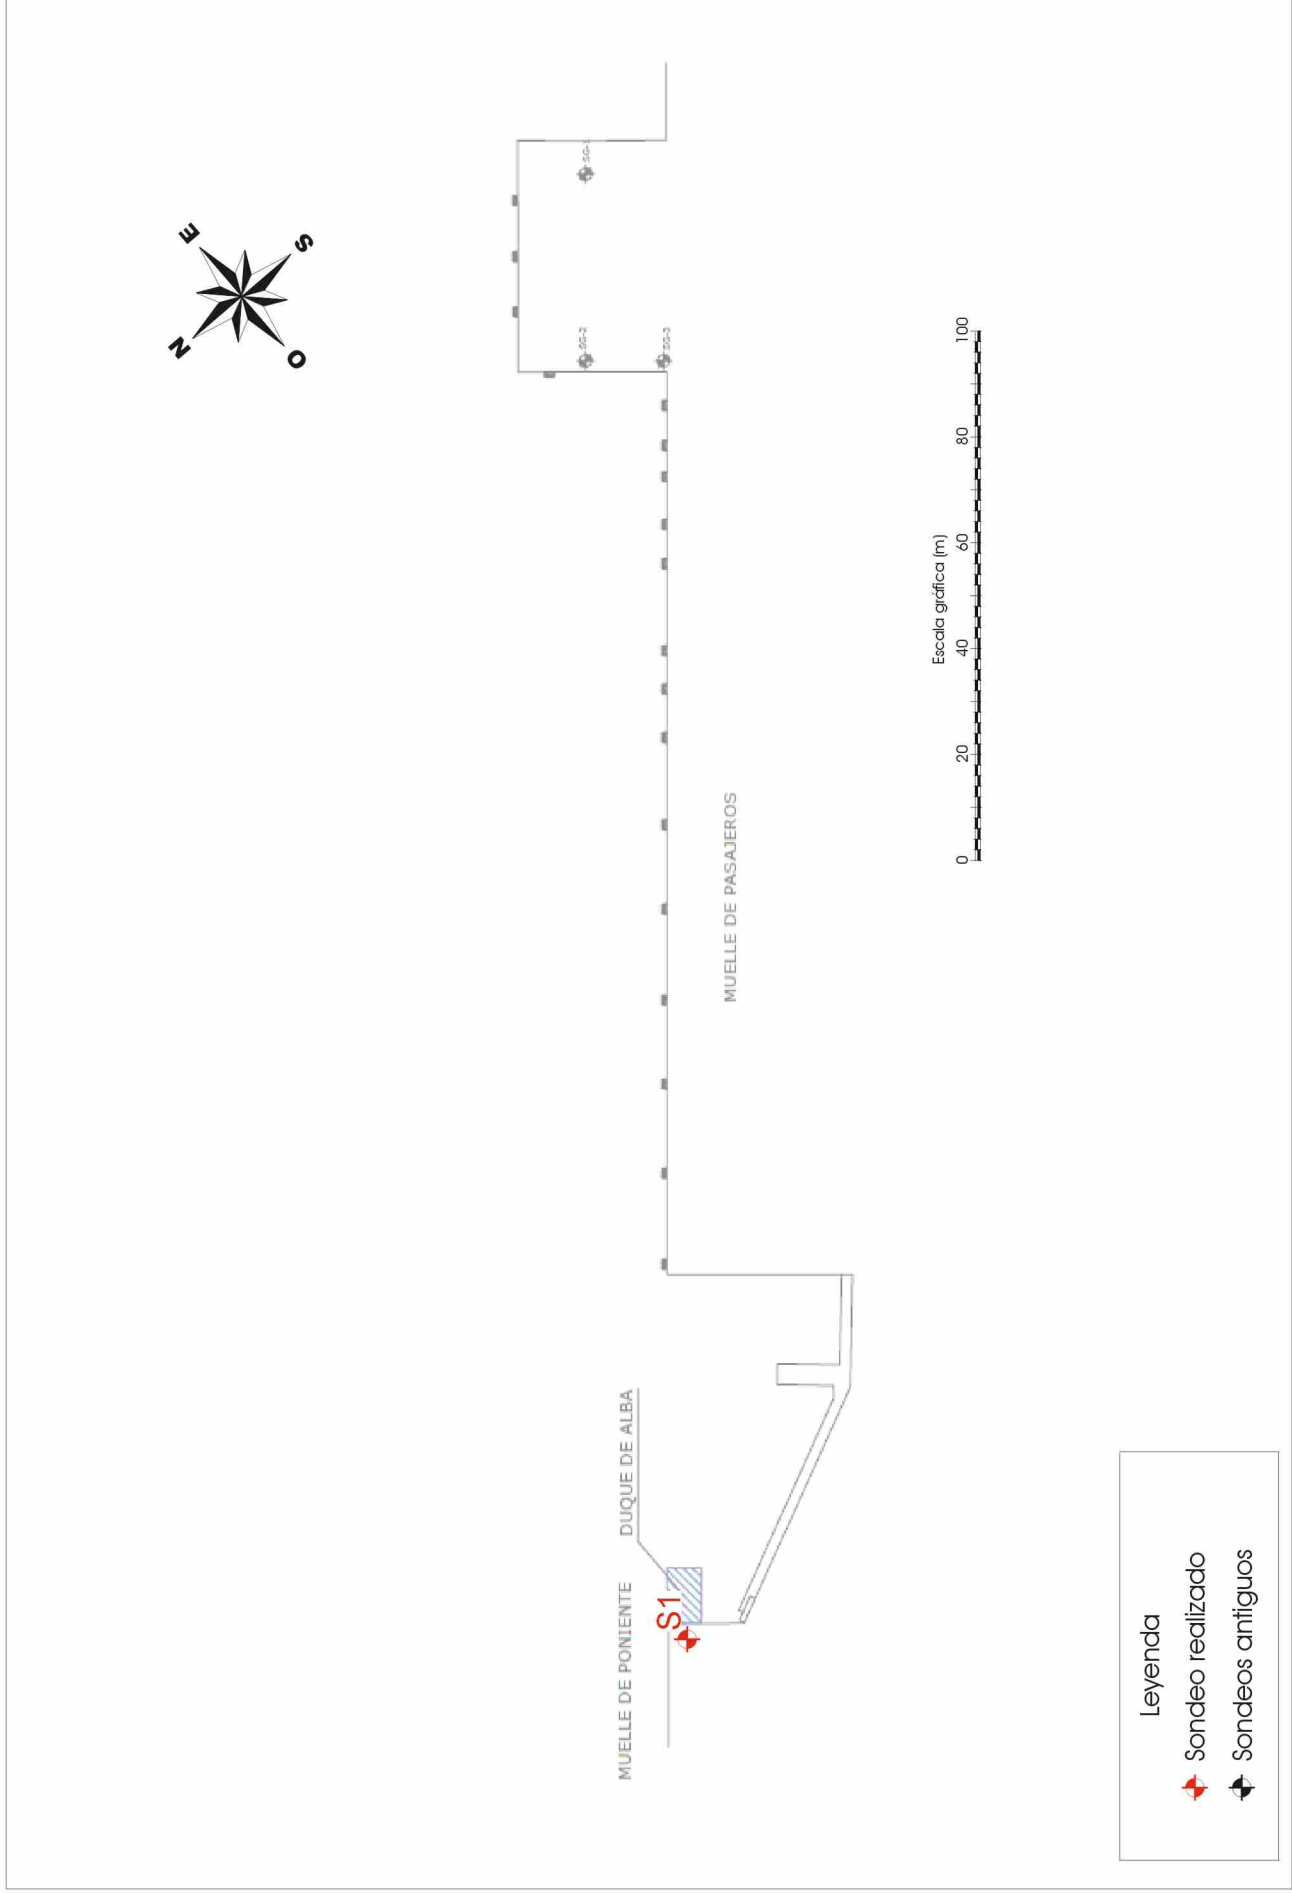 E
S
N
O
SG-1
SG-2
SG-3
MUELLE DE PASAJEROS
Escala gráfica (m)
0
20
40
60
80
100
DUQUE DE ALBA
MUELLE DE PONIENTE
S1
Leyenda
Sondeo realizado
Sondeos antiguos